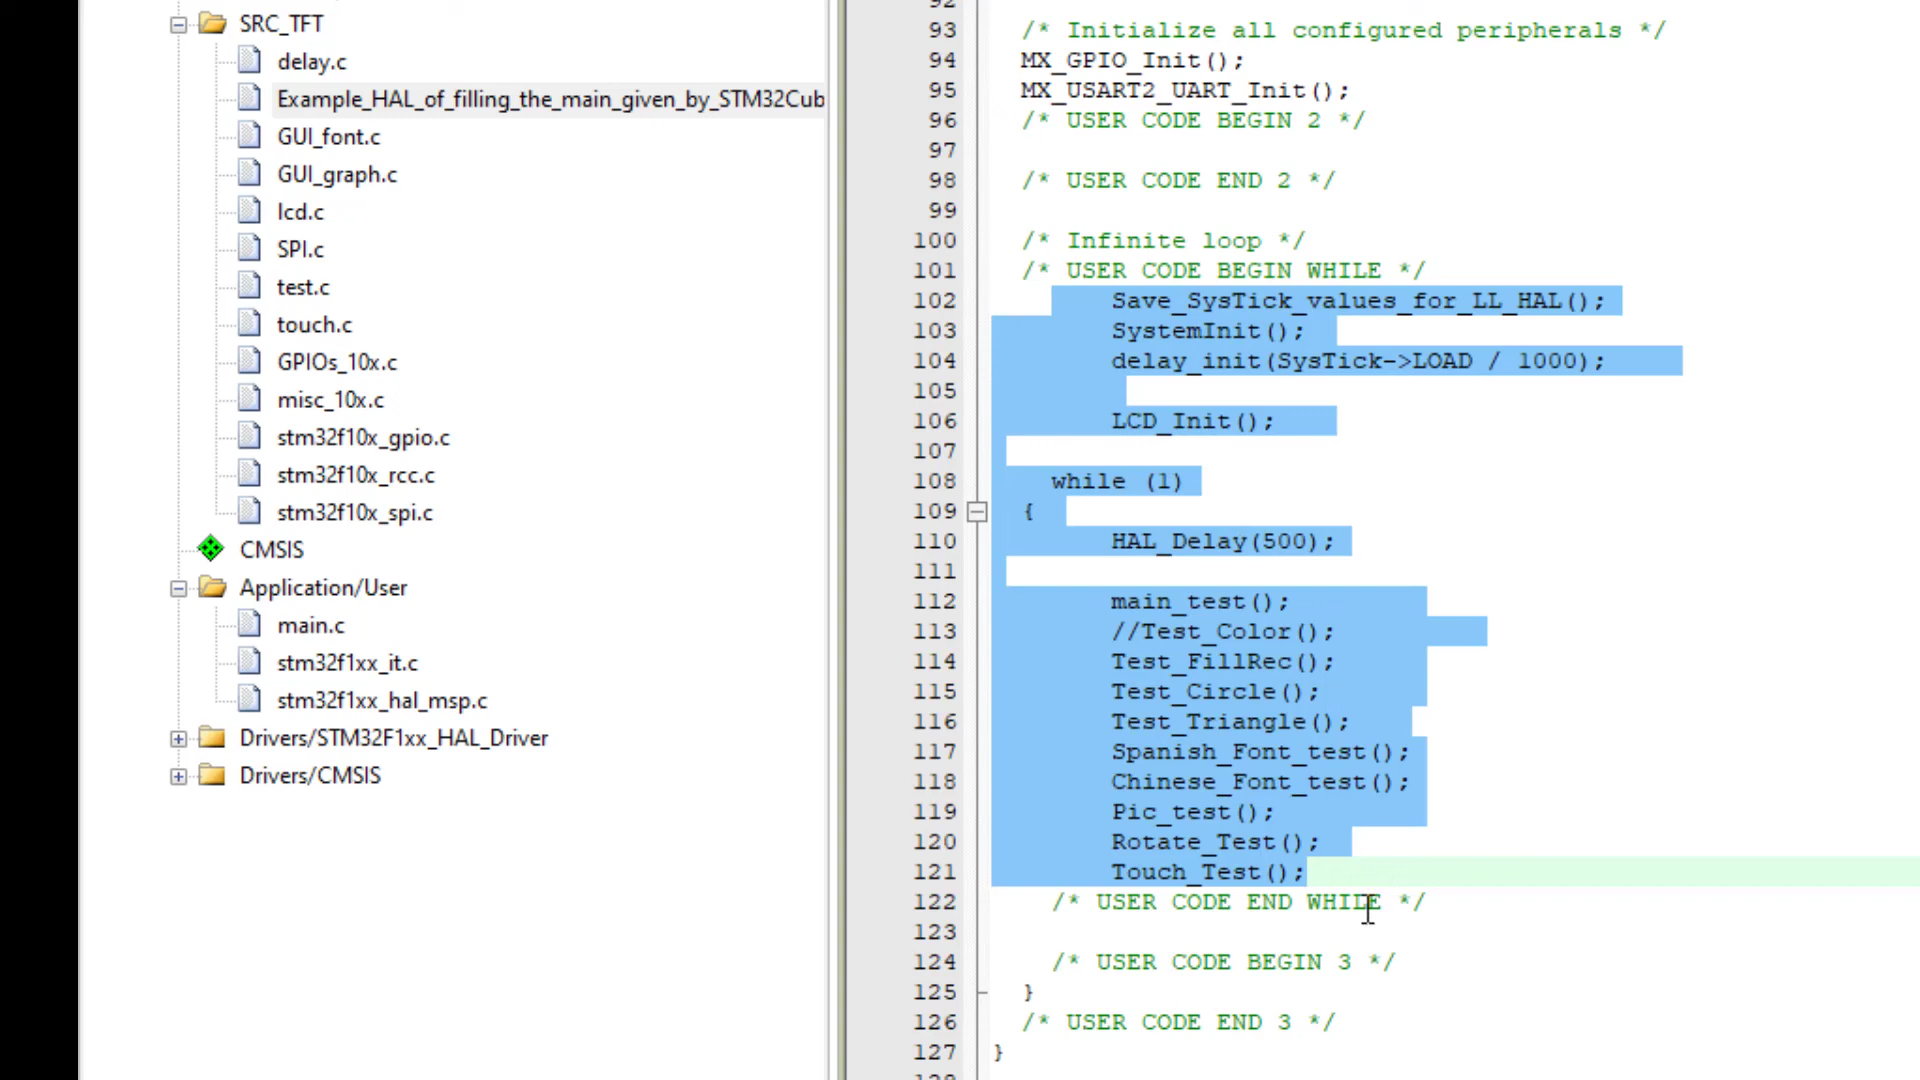 SRC_TFT
delay.c
Example_HAL_of_filling_the_main_given_by_STM32Cub
GUI_font.c
GUI_graph.c
lcd.c
SPI.c
test.c
touch.c
GPIOs_10x.c
misc_10x.c
stm32f10x_gpio.c
stm32f10x_rcc.c
stm32f10x_spi.c
CMSIS
Application/User
main.c
stm32f1xx_it.c
stm32f1xx_hal_msp.c
Drivers/STM32F1xx_HAL_Driver
Drivers/CMSIS
92
93 /* Initialize all configured peripherals */
94 MX_GPIO_Init();
95 MX_USART2_UART_Init();
96 /* USER CODE BEGIN 2 */
97
98 /* USER CODE END 2 */
99
100 /* Infinite loop */
101 /* USER CODE BEGIN WHILE */
102 Save_SysTick_values_for_LL_HAL();
103 SystemInit();
104 delay_init(SysTick->LOAD / 1000);
105
106 LCD_Init();
107
108 while (1)
109 {
110 HAL_Delay(500);
111
112 main_test();
113 //Test_Color();
114 Test_FillRec();
115 Test_Circle();
116 Test_Triangle();
117 Spanish_Font_test();
118 Chinese_Font_test();
119 Pic_test();
120 Rotate_Test();
121 Touch_Test();
122 /* USER CODE END WHILE */
123
124 /* USER CODE BEGIN 3 */
125 }
126 /* USER CODE END 3 */
127 }
128